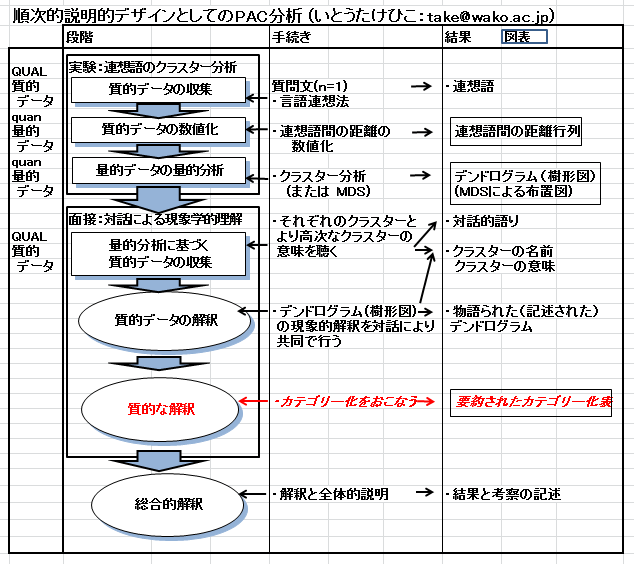 順次的説明的デザインとしてのPAC分析（いとうたけひこ：take@wako.ac.jp）
段階
手続き
結果
図表
QUAL
質的
データ
実験：連想語のクラスター分析
質的データの収集
質問文(n=1)
・言語連想法
・連想語
quan
量的
データ
質的データの数値化
・連想語間の距離の
数値化
連想語間の距離行列
quan
量的
データ
量的データの量的分析
・クラスター分析
（または MDS）
デンドログラム（樹形図）
(MDSによる布置図)
QUAL
質的
データ
面接：対話による現象学的理解
量的分析に基づく
質的データの収集
・それぞれのクラスターと
より高次なクラスターの
意味を聴く
・対話的語り
・クラスターの名前
クラスターの意味
質的データの解釈
・デンドログラム（樹形図）
の現象的解釈を対話により
共同で行う
・物語られた（記述された）
デンドログラム
質的な解釈
・カテゴリー化をおこなう
要約されたカテゴリー化表
総合的解釈
・解釈と全体的説明
・結果と考察の記述